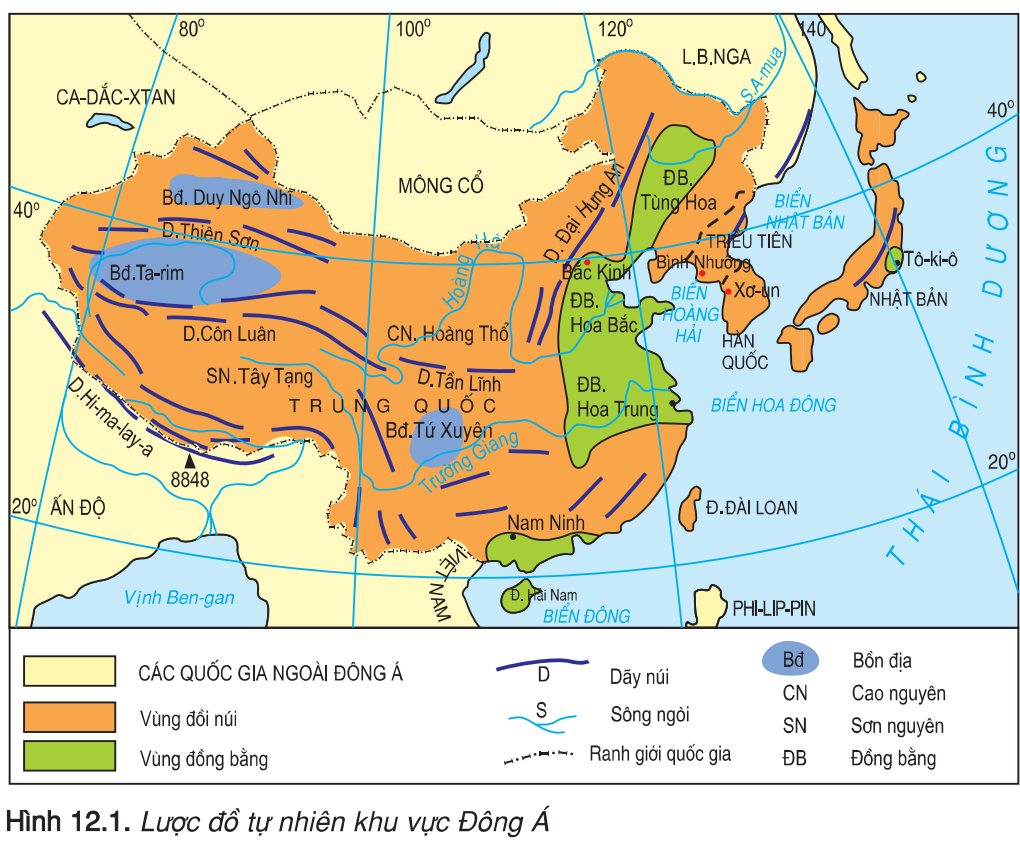 80º
100º
120º
140
L.B.NGA
S.A-mua
CA-DẮC-XTAN
40º
MÔNG CỔ
Bđ. Duy Ngô Nhĩ
ĐB.
Tùng Hoa
40º
D.Thiên Sơn
D. Đại Hưng An
BIỂN
NHẬT BẢN
TRIỀU TIÊN
Bđ.Ta-rim
Hoàng Hà
Bắc Kinh
Bình Nhưỡng
Tô-ki-ô
Xơ-un
NHẬT BẢN
ĐB.
Hoa Bắc
BIỂN
HOÀNG
HẢI
D.Côn Luân
CN. Hoàng Thổ
HÀN
QUỐC
SN.Tây Tạng
D.Tần Lĩnh
ĐB.
Hoa Trung
TRUNG QUỐC
BIỂN HOA ĐÔNG
D.Hi-ma-lay-a
Bđ.Tứ Xuyên
Trường Giang
THÁI BÌNH DƯƠNG
8848
20º
20º
ẤN ĐỘ
Đ.ĐÀI LOAN
Nam Ninh
VIỆT NAM
Vịnh Ben-gan
Đ. Hải Nam
BIỂN ĐÔNG
PHI-LIP-PIN
CÁC QUỐC GIA NGOÀI ĐÔNG Á
Vùng đồi núi
Vùng đồng bằng
D
Dãy núi
S
Sông ngòi
Ranh giới quốc gia
Bđ
Bồn địa
CN
Cao nguyên
SN
Sơn nguyên
ĐB
Đồng bằng
Hình 12.1. Lược đồ tự nhiên khu vực Đông Á